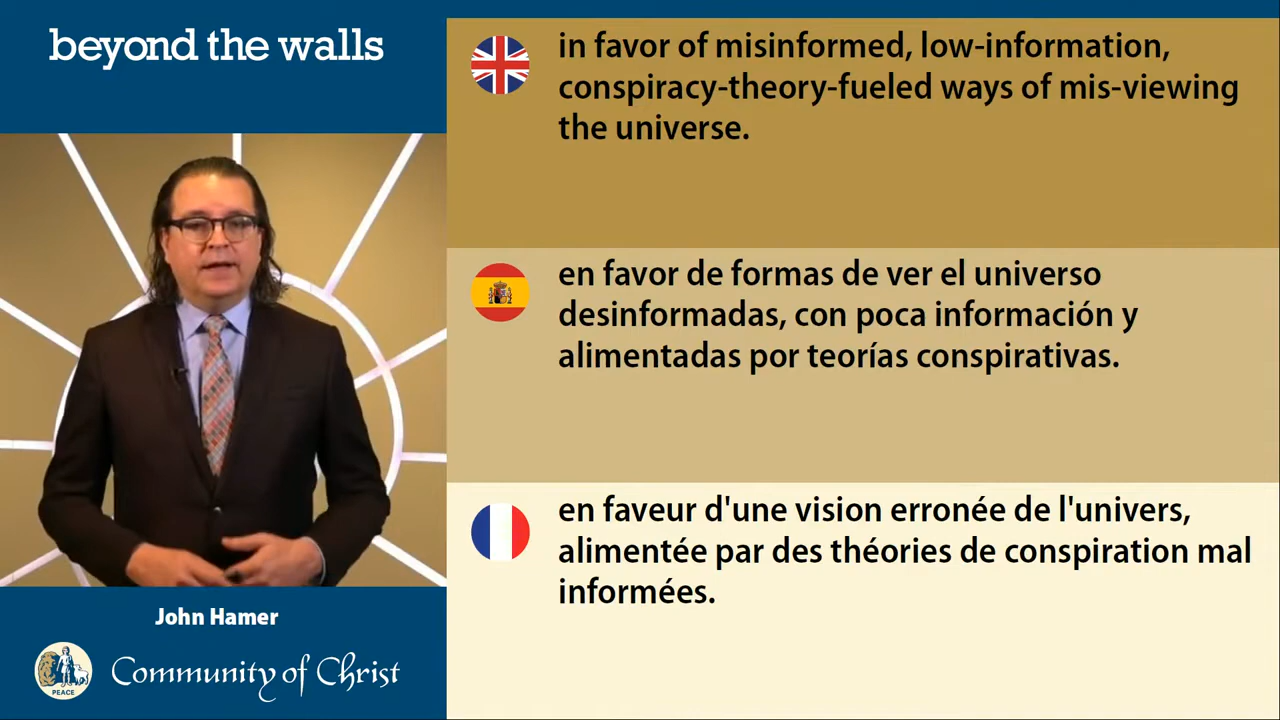 beyond the walls
in favor of misinformed, low-information,
conspiracy-theory-fueled ways of mis-viewing
the universe.
en favor de formas de ver el universo
desinformadas, con poca información y
alimentadas por teorías conspirativas.
en faveur d'une vision erronée de l'univers,
alimentée par des théories de conspiration mal
informées.
John Hamer
PEACE
Community of Christ